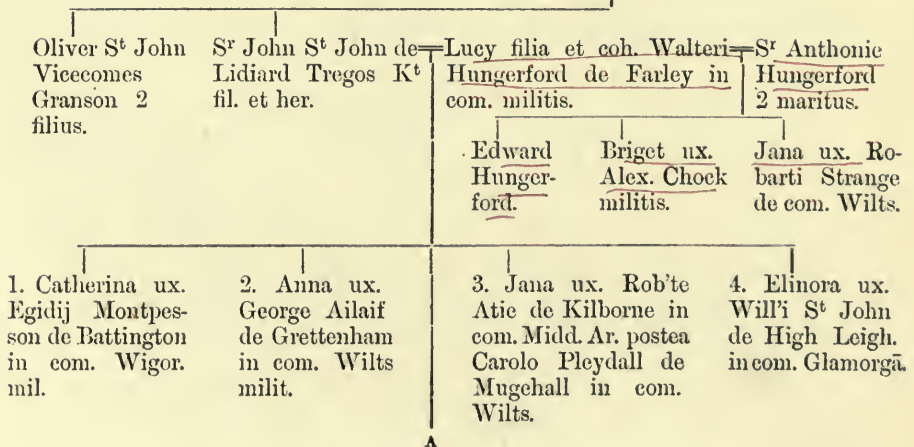 Oliver Sᵗ John
Vicecomes
Granson 2
filius.
Sʳ John Sᵗ John de
Lidiard Tregos Kᵗ
fil. et her.
Lucy filia et coh. Walteri
Hungerford de Farley in
com. militis.
Sʳ Anthonie
Hungerford
2 maritus.
Edward
Hunger-
ford.
Briget ux.
Alex. Chock
militis.
Jana ux. Ro-
barti Strange
de com. Wilts.
1. Catherina ux.
Egidij Montpes-
son de Battington
in com. Wigor.
mil.
2. Anna ux.
George Ailaif
de Grettenham
in com. Wilts
milit.
3. Jana ux. Rob'te
Atie de Kilborne in
com. Midd. Ar. postea
Carolo Pleydall de
Mugehall in com.
Wilts.
4. Elinora ux.
Will'i Sᵗ John
de High Leigh.
in com. Glamorgā.
A